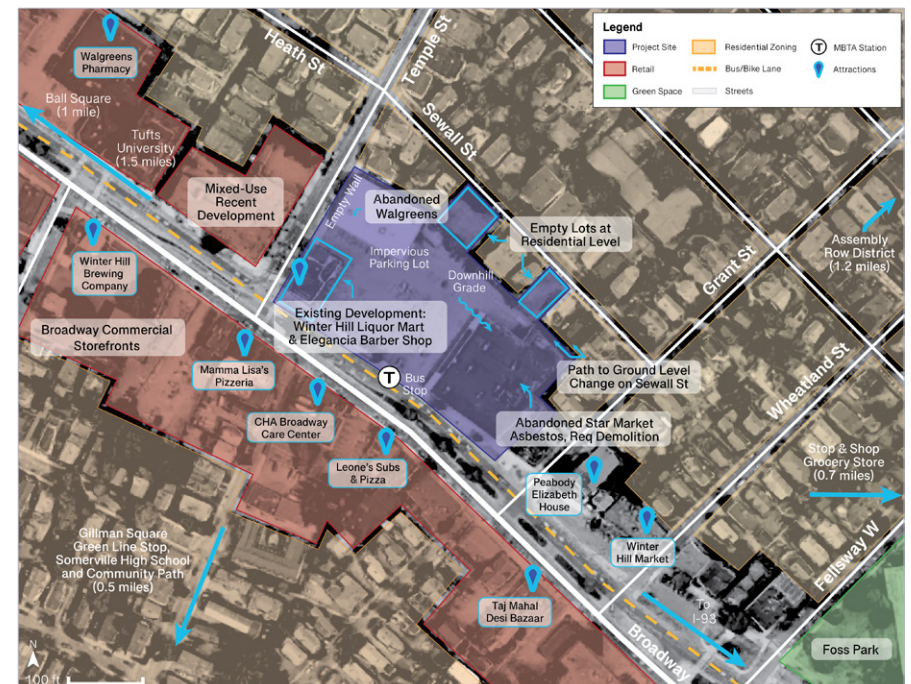 Legend
Project Site
Retail
Green Space
Residential Zoning
Bus/Bike Lane
Streets
T
MBTA Station
Attractions
Walgreens
Pharmacy
Heath St
Temple St
Sewall St
Ball Square
(1 mile)
Tufts
University
(1.5 miles)
Mixed-Use
Recent
Development
Empty Wall
Abandoned
Walgreens
Empty Lots at
Residential Level
Impervious
Parking Lot
Downhill
Grade
Grant St
Assembly
Row District
(1.2 miles)
Winter Hill
Brewing
Company
Existing Development:
Winter Hill Liquor Mart
& Elegancia Barber Shop
Broadway Commercial
Storefronts
Mamma Lisa's
Pizzeria
T
Bus
Stop
Path to Ground Level
Change on Sewall St
Wheatland St
CHA Broadway
Care Center
Abandoned Star Market
Asbestos, Req Demolition
Leone's Subs
& Pizza
Stop & Shop
Grocery Store
(0.7 miles)
Peabody
Elizabeth
House
Winter
Hill Market
Gillman Square
Green Line Stop,
Somerville High School
and Community Path
(0.5 miles)
Fellsway W
Taj Mahal
Desi Bazaar
To
I-93
Broadway
Foss Park
N
100 ft